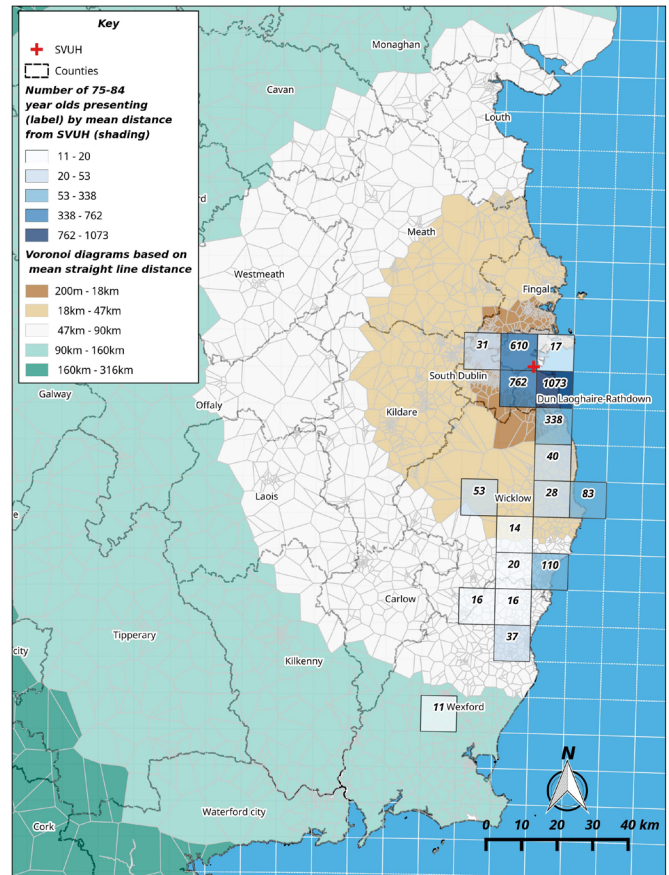 Key
SVUH
Counties
Number of 75-84
year olds presenting
(label) by mean distance
from SVUH (shading)
11 - 20
20 - 53
53 - 338
338 - 762
762 - 1073
Voronoi diagrams based on
mean straight line distance
200m - 18km
18km - 47km
47km - 90km
90km - 160km
160km - 316km
Monaghan
Cavan
Louth
rd
Meath
Westmeath
Fingal
31
610
17
South Dublin
762
1073
Galway
Dun Laoghaire-Rathdown
Offaly
Kildare
338
40
Laois
53
Wicklow
28
83
e
14
20
110
Carlow
16
16
Tipperary
37
city
Kilkenny
11
Wexford
N
Waterford city
Cork
0 10 20 30 40 km